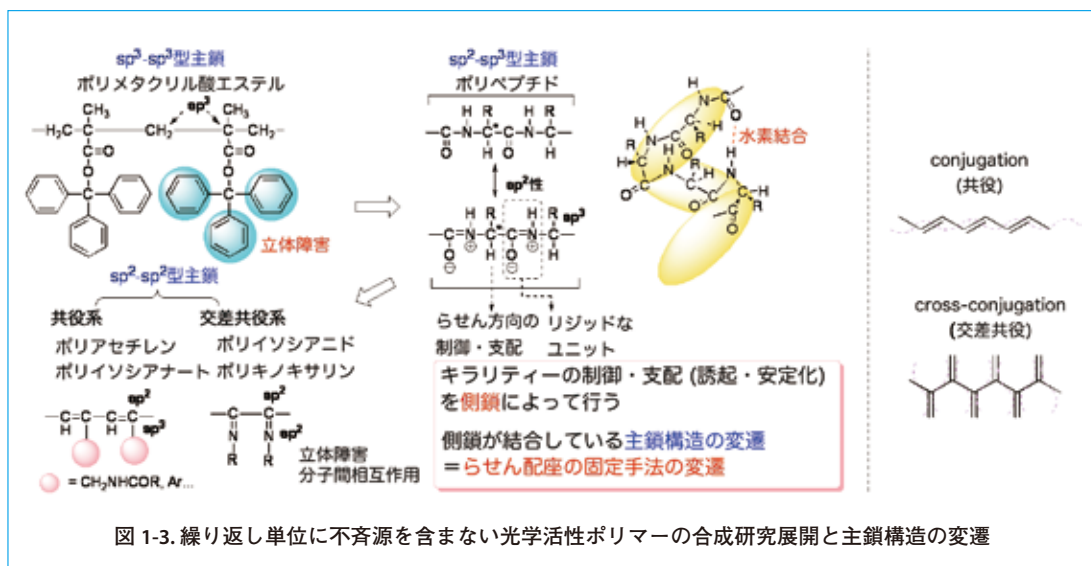 sp³-sp³型主鎖
ポリメタクリル酸エステル
sp³
CH₃
CH₃
H₂C
CH₂
CH₂
C=O
C=O
O
O
C
C
立体障害
sp²-sp³型主鎖
ポリペプチド
R
R
C-N-C-C-N-C
O H H O H H
sp²性
R
R
sp³
C=N-C-C=N-C
O H H O H H
⊖ ⊕ ⊖ ⊕
らせん方向の
制御・支配
リジッドな
ユニット
水素結合
sp²-sp²型主鎖
共役系
ポリアセチレン
ポリイソシアナート
交差共役系
ポリイソシアニド
ポリキノキサリン
sp²
C=C-C=C
H H
sp³
= CH₂NHCOR, Ar...
sp²
C-C
N N
sp²
R R
立体障害
分子間相互作用
キラリティーの制御・支配 (誘起・安定化)
を側鎖によって行う
側鎖が結合している主鎖構造の変遷
＝らせん配座の固定手法の変遷
conjugation
(共役)
cross-conjugation
(交差共役)
図 1-3. 繰り返し単位に不斉源を含まない光学活性ポリマーの合成研究展開と主鎖構造の変遷